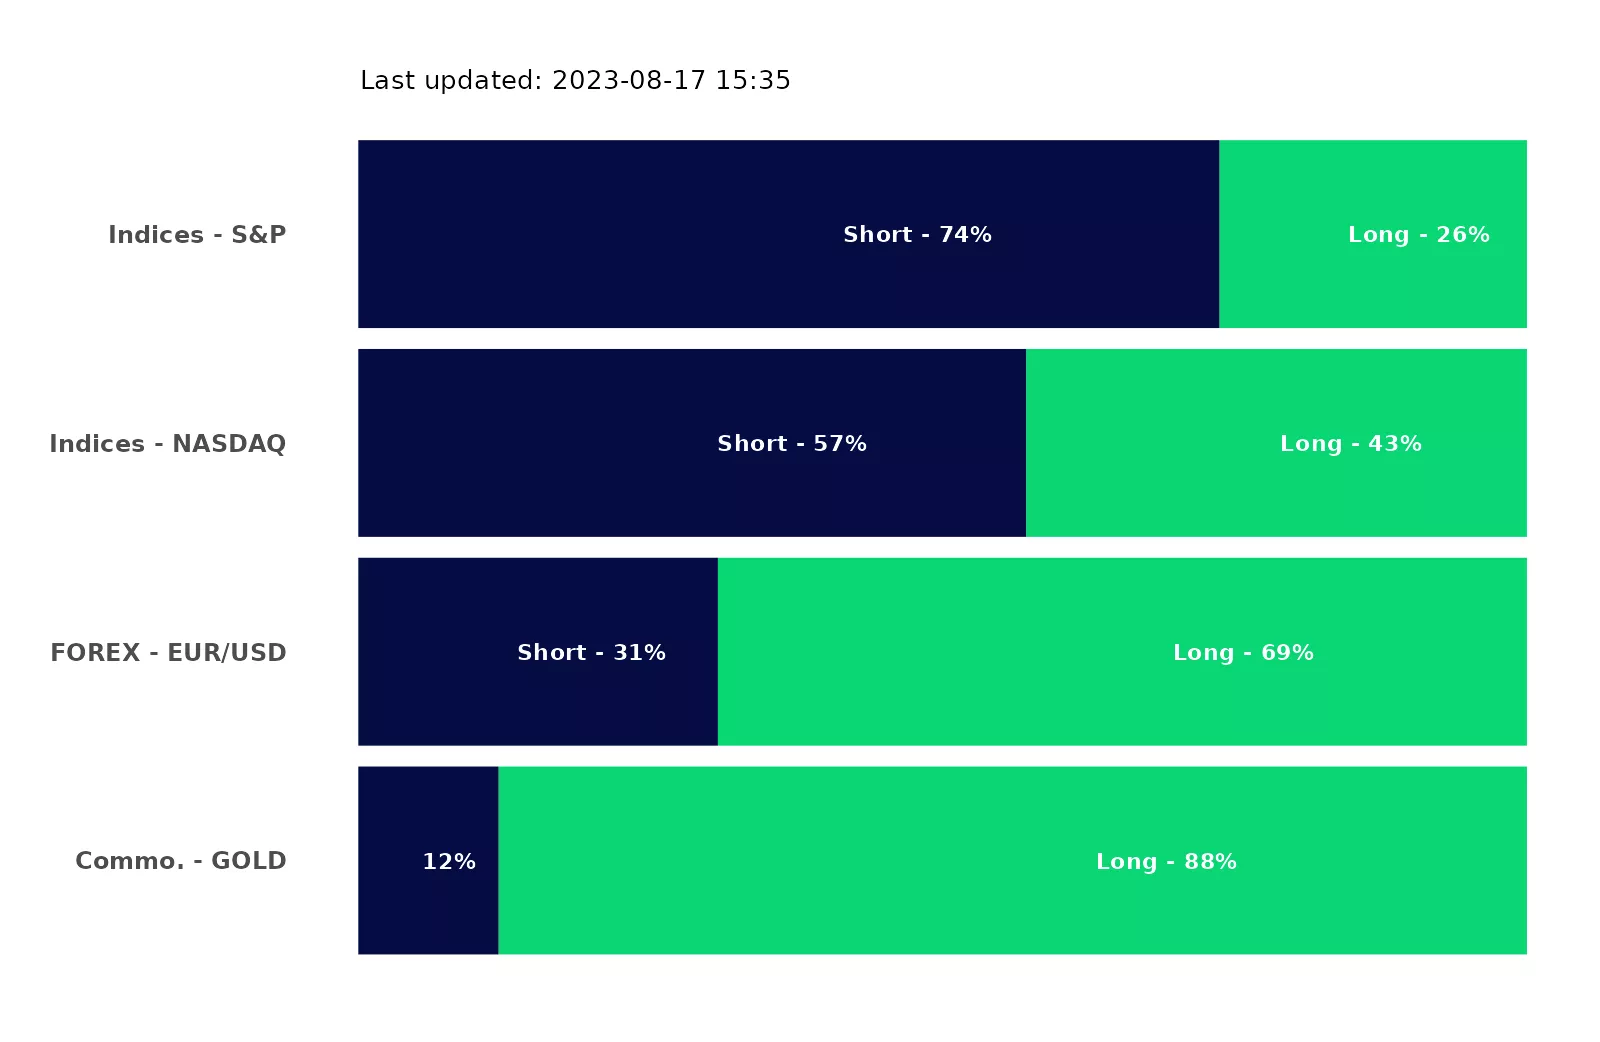 Last updated: 2023-08-17 15:35
Indices - S&P
Short - 74%
Long - 26%
Indices - NASDAQ
Short - 57%
Long - 43%
FOREX - EUR/USD
Short - 31%
Long - 69%
Commo. - GOLD
12%
Long - 88%